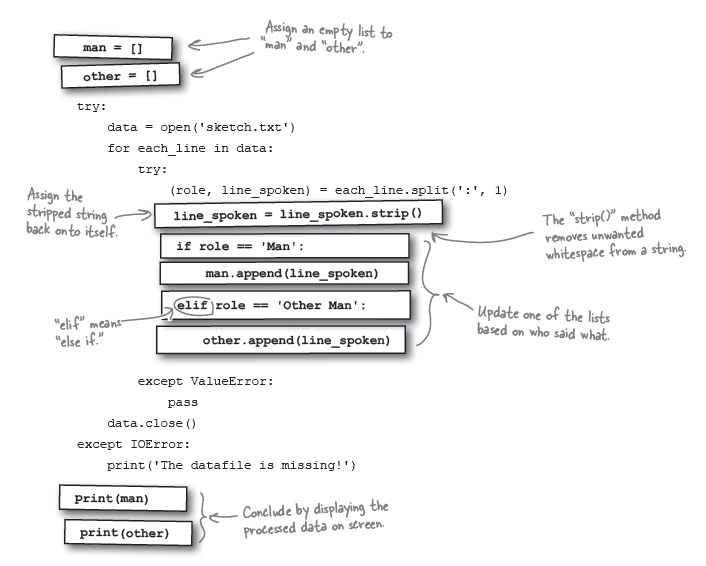 Assign an empty list to
"man" and "other".
man = []
other = []
try:
data = open('sketch.txt')
for each_line in data:
try:
(role, line_spoken) = each_line.split(':', 1)
Assign the
stripped string
back onto itself.
line_spoken = line_spoken.strip()
The "strip()" method
removes unwanted
whitespace from a string.
if role == 'Man':
man.append(line_spoken)
elif role == 'Other Man':
"elif" means
"else if."
other.append(line_spoken)
Update one of the lists
based on who said what.
except ValueError:
pass
data.close()
except IOError:
print('The datafile is missing!')
print(man)
print(other)
Conclude by displaying the
processed data on screen.